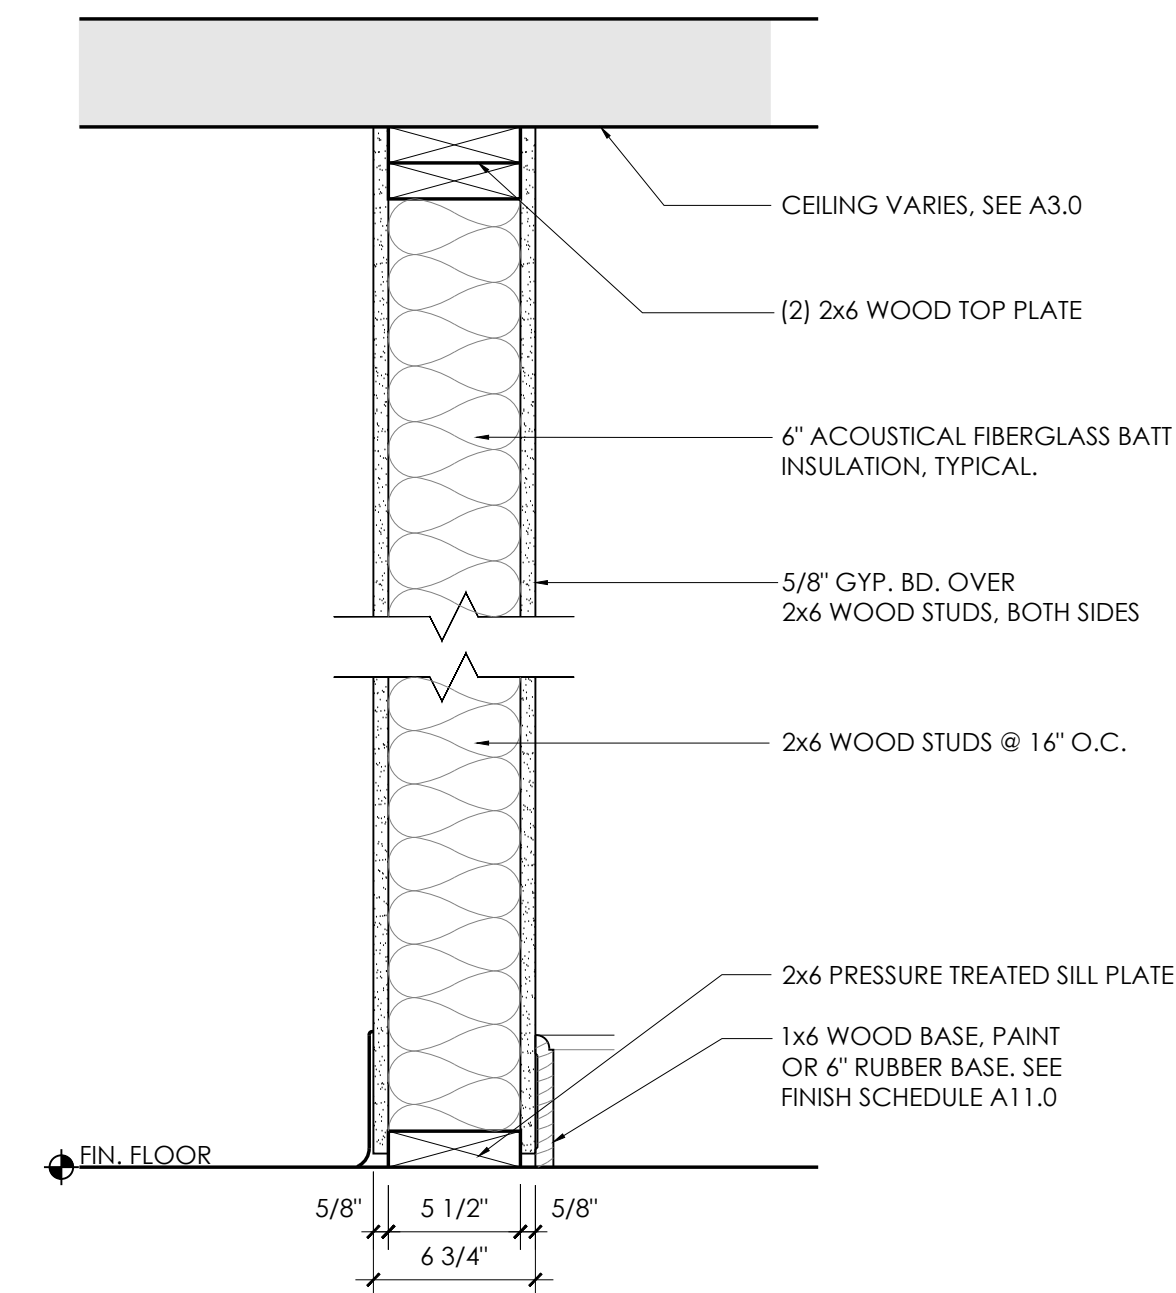 CEILING VARIES, SEE A3.0
(2) 2x6 WOOD TOP PLATE
6" ACOUSTICAL FIBERGLASS BATT
INSULATION, TYPICAL.
5/8" GYP. BD. OVER
2x6 WOOD STUDS, BOTH SIDES
2x6 WOOD STUDS @ 16" O.C.
2x6 PRESSURE TREATED SILL PLATE
1x6 WOOD BASE, PAINT
OR 6" RUBBER BASE. SEE
FINISH SCHEDULE A11.0
FIN. FLOOR
5/8" 5 1/2" 5/8"
6 3/4"